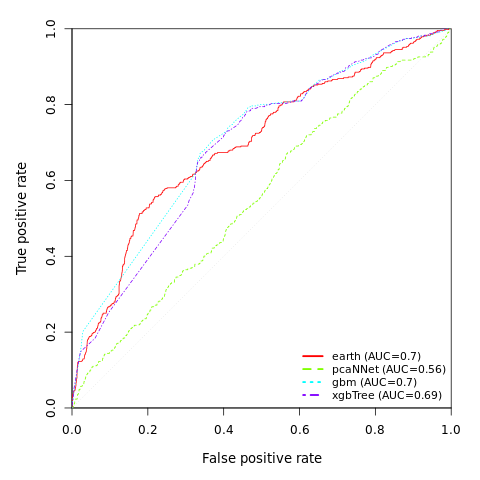 1.0
0.8
0.6
0.4
0.2
0.0
True positive rate
0.0 0.2 0.4 0.6 0.8 1.0
False positive rate
earth (AUC=0.7)
pcaNNet (AUC=0.56)
gbm (AUC=0.7)
xgbTree (AUC=0.69)